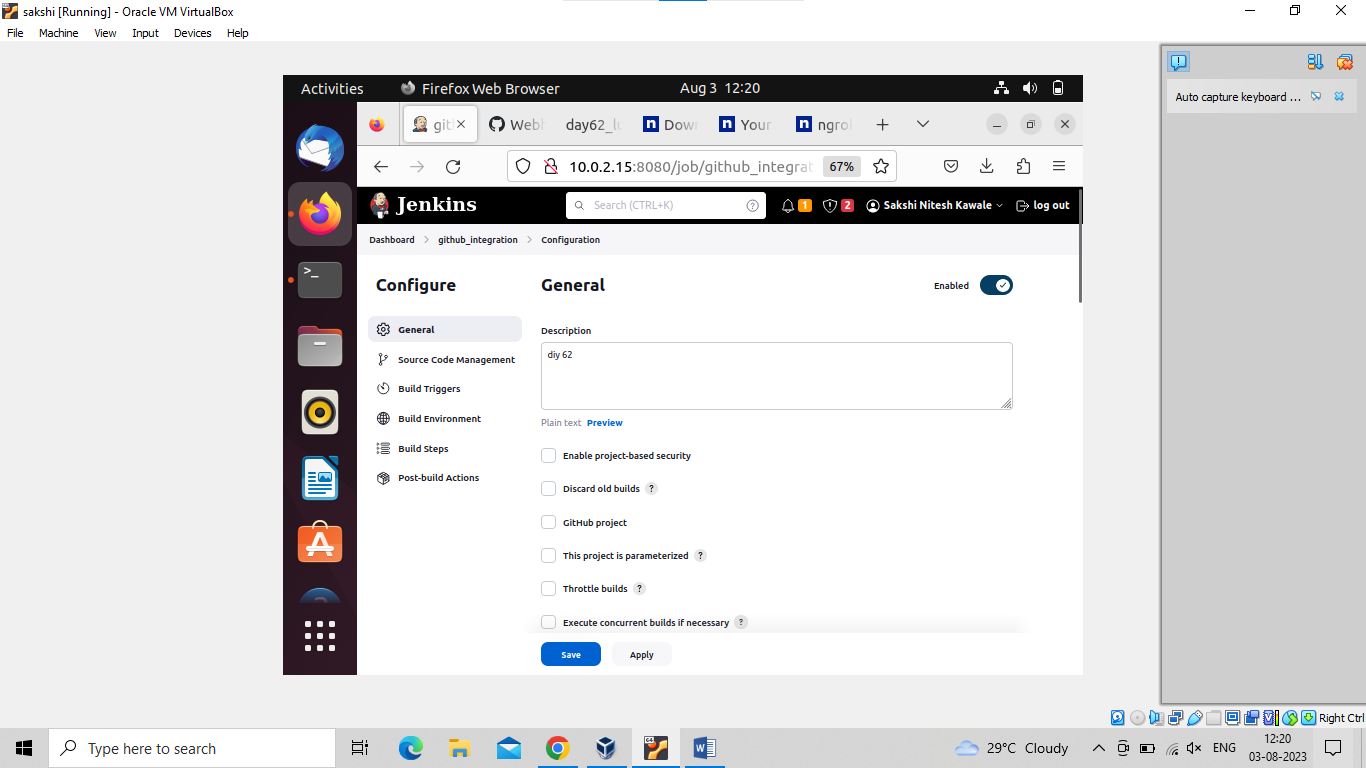 sakshi [Running] - Oracle VM VirtualBox
File Machine View Input Devices Help
Auto capture keyboard ...
Activities Firefox Web Browser Aug 3 12:20
git Webh day62_lu Down Your ngrol
10.0.2.15:8080/job/github_integrat 67%
Jenkins Search (CTRL+K) ? 1 2 Sakshi Nitesh Kawale log out
Dashboard github_integration Configuration
Configure
General
Source Code Management
Build Triggers
Build Environment
Build Steps
Post-build Actions
General Enabled
Description
diy 62
Plain text Preview
Enable project-based security
Discard old builds ?
GitHub project
This project is parameterized ?
Throttle builds ?
Execute concurrent builds if necessary ?
Save Apply
Right Ctrl
Type here to search 29°C Cloudy ENG 12:20
03-08-2023